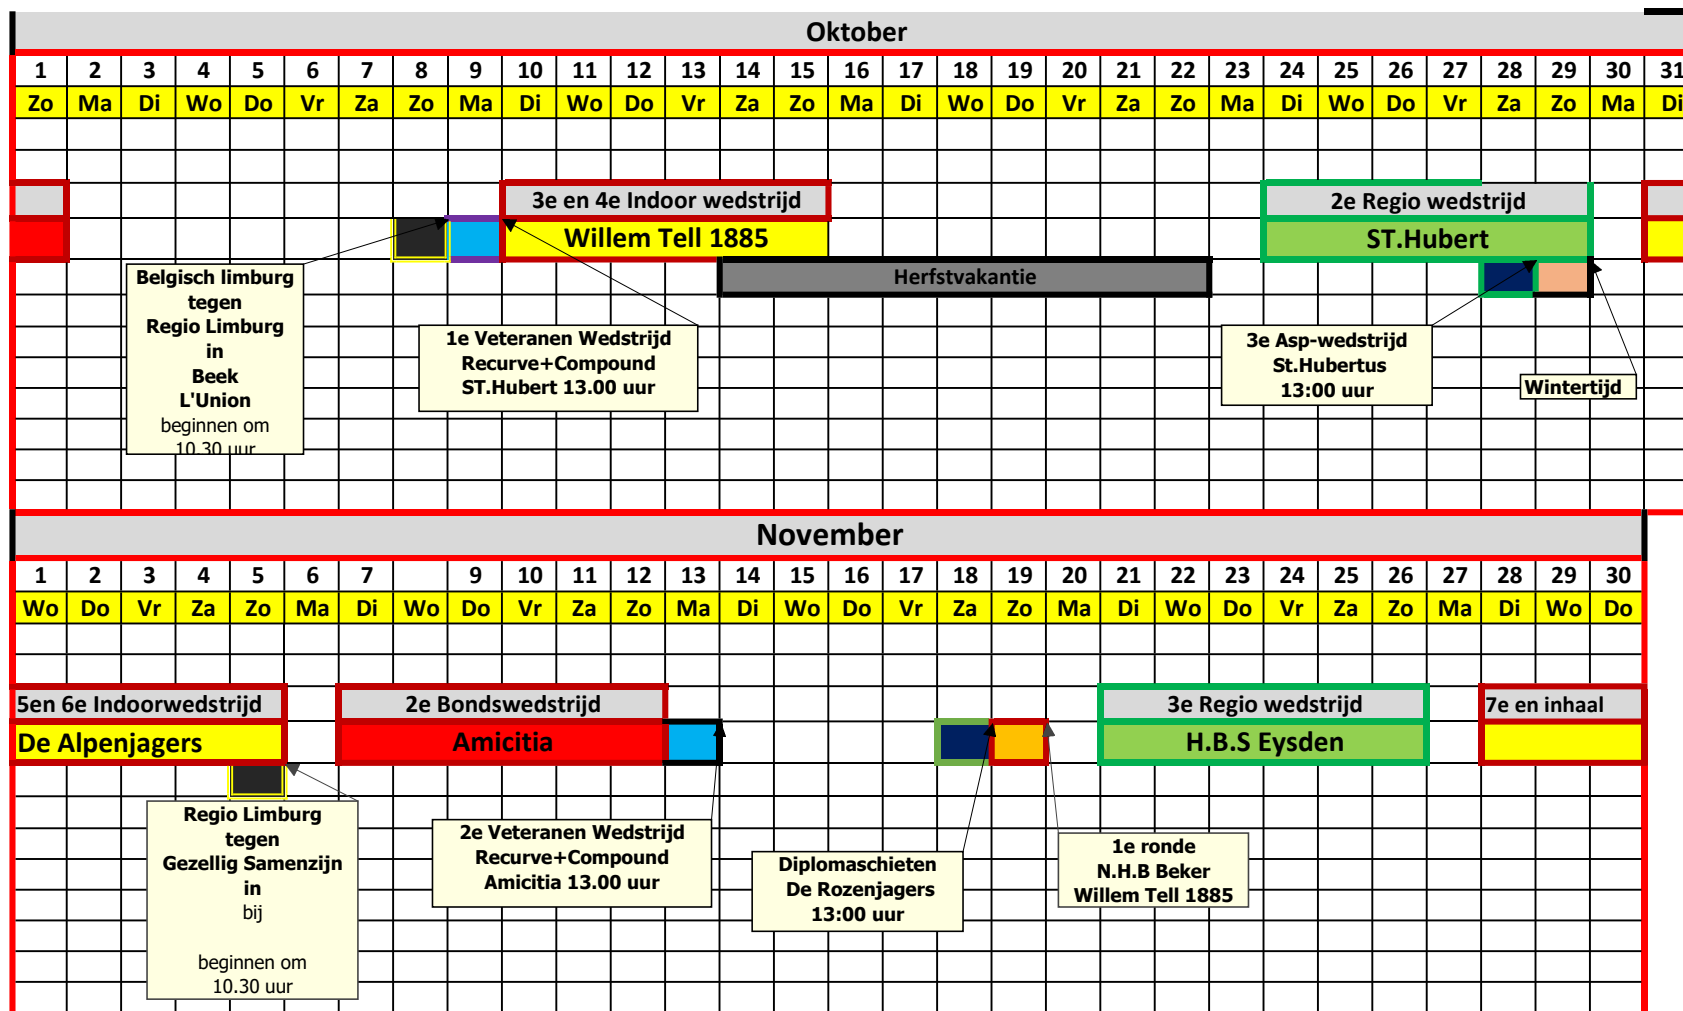 Oktober
1 2 3 4 5 6 7 8 9 10 11 12 13 14 15 16 17 18 19 20 21 22 23 24 25 26 27 28 29 30 31
Zo Ma Di Wo Do Vr Za Zo Ma Di Wo Do Vr Za Zo Ma Di Wo Do Vr Za Zo Ma Di Wo Do Vr Za Zo Ma Di
3e en 4e Indoor wedstrijd
2e Regio wedstrijd
Willem Tell 1885
ST.Hubert
Herfstvakantie
Belgisch limburg
tegen
Regio Limburg
in
Beek
L'Union
beginnen om
10.30 uur
1e Veteranen Wedstrijd
Recurve+Compound
ST.Hubert 13.00 uur
3e Asp-wedstrijd
St.Hubertus
13:00 uur
Wintertijd
November
1 2 3 4 5 6 7 9 10 11 12 13 14 15 16 17 18 19 20 21 22 23 24 25 26 27 28 29 30
Wo Do Vr Za Zo Ma Di Wo Do Vr Za Zo Ma Di Wo Do Vr Za Zo Ma Di Wo Do Vr Za Zo Ma Di Wo Do
5en 6e Indoorwedstrijd
2e Bondswedstrijd
3e Regio wedstrijd
7e en inhaal
De Alpenjagers
Amicitia
H.B.S Eysden
Regio Limburg
tegen
Gezellig Samenzijn
in
bij
beginnen om
10.30 uur
2e Veteranen Wedstrijd
Recurve+Compound
Amicitia 13.00 uur
Diplomaschieten
De Rozenjagers
13:00 uur
1e ronde
N.H.B Beker
Willem Tell 1885